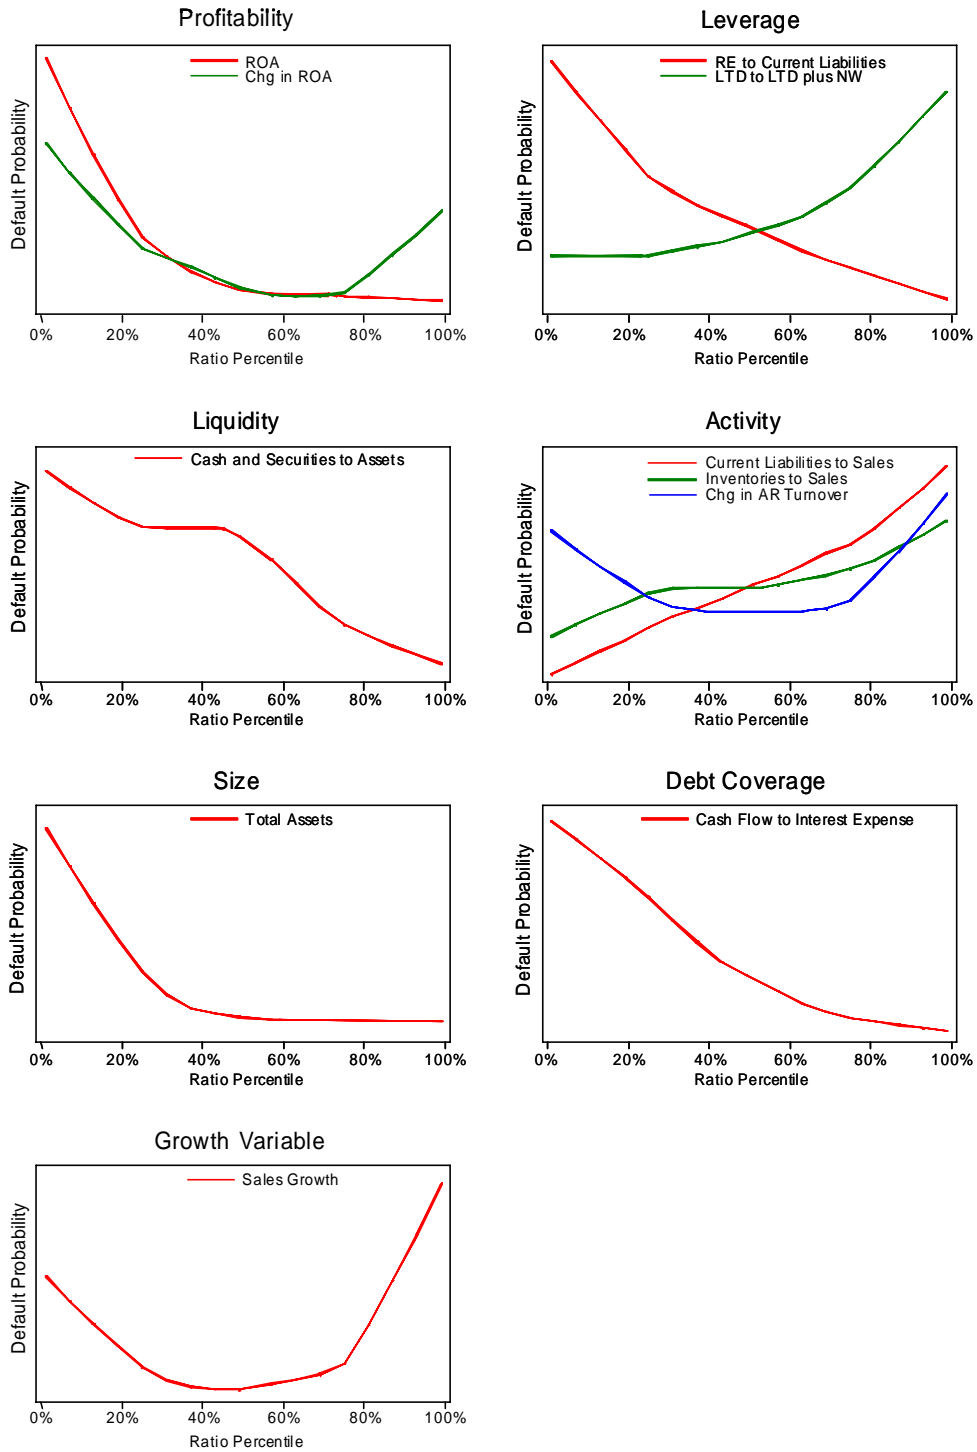 Profitability
ROA
Chg in ROA
Default Probability
0% 20% 40% 60% 80% 100%
Ratio Percentile
Leverage
RE to Current Liabilities
LTD to LTD plus NW
Default Probability
0% 20% 40% 60% 80% 100%
Ratio Percentile
Liquidity
Cash and Securities to Assets
Default Probability
0% 20% 40% 60% 80% 100%
Ratio Percentile
Activity
Current Liabilities to Sales
Inventories to Sales
Chg in AR Turnover
Default Probability
0% 20% 40% 60% 80% 100%
Ratio Percentile
Size
Total Assets
Default Probability
0% 20% 40% 60% 80% 100%
Ratio Percentile
Debt Coverage
Cash Flow to Interest Expense
Default Probability
0% 20% 40% 60% 80% 100%
Ratio Percentile
Growth Variable
Sales Growth
Default Probability
0% 20% 40% 60% 80% 100%
Ratio Percentile